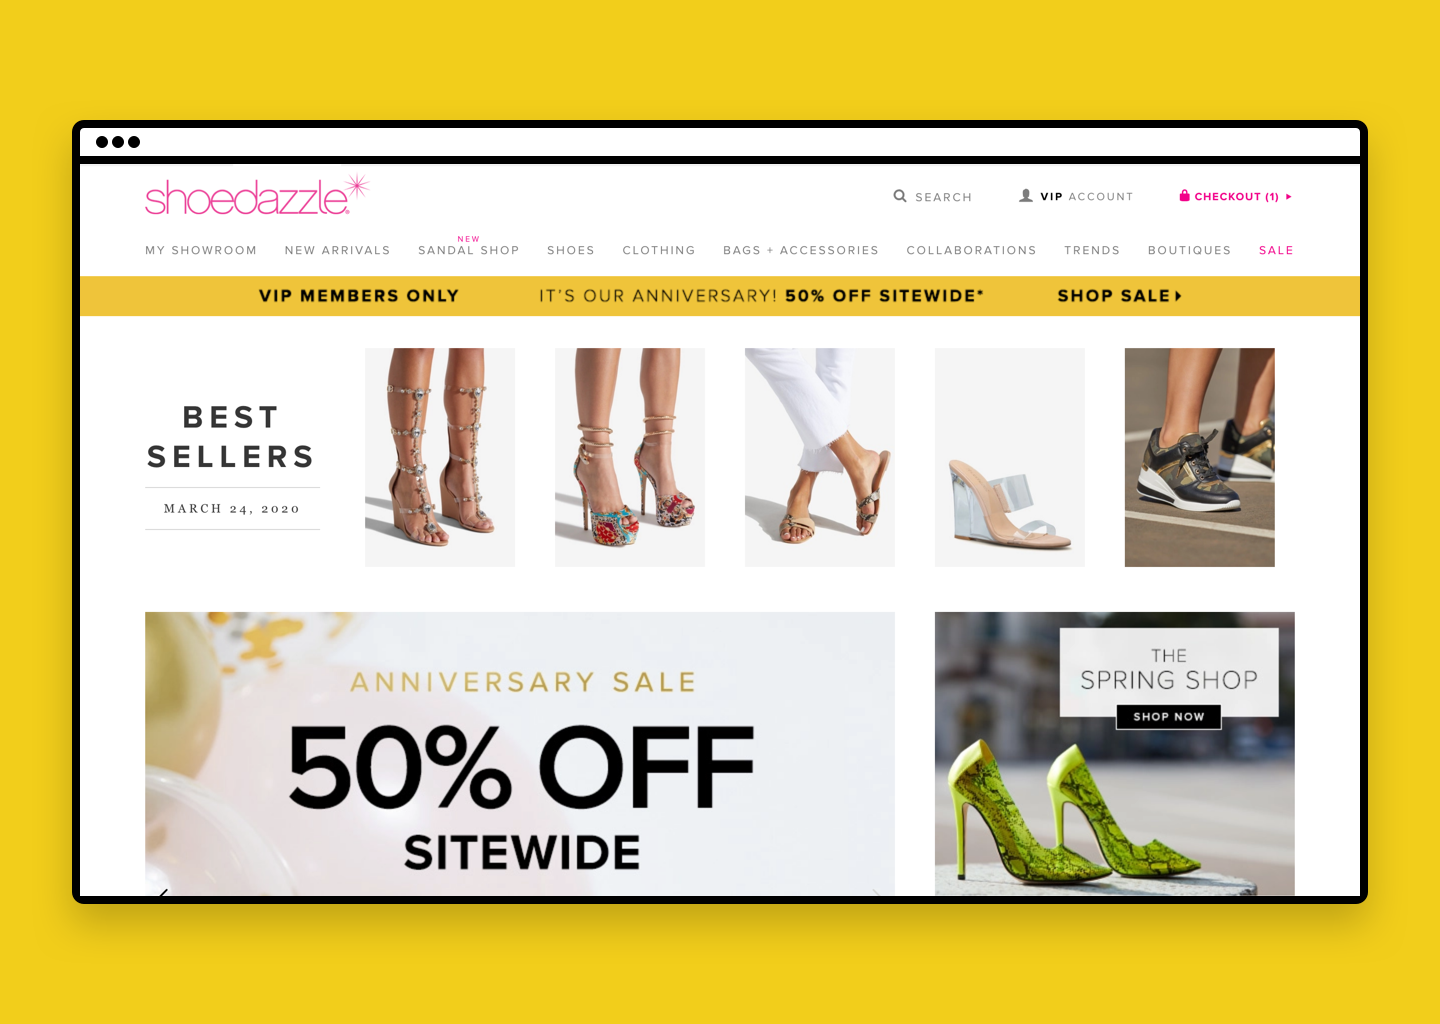 shoedazzle®
SEARCH
VIP ACCOUNT
CHECKOUT (1)
MY SHOWROOM
NEW ARRIVALS
NEW
SANDAL SHOP
SHOES
CLOTHING
BAGS + ACCESSORIES
COLLABORATIONS
TRENDS
BOUTIQUES
SALE
VIP MEMBERS ONLY
IT'S OUR ANNIVERSARY! 50% OFF SITEWIDE*
SHOP SALE
BEST
SELLERS
MARCH 24, 2020
ANNIVERSARY SALE
50% OFF
SITEWIDE
THE
SPRING SHOP
SHOP NOW